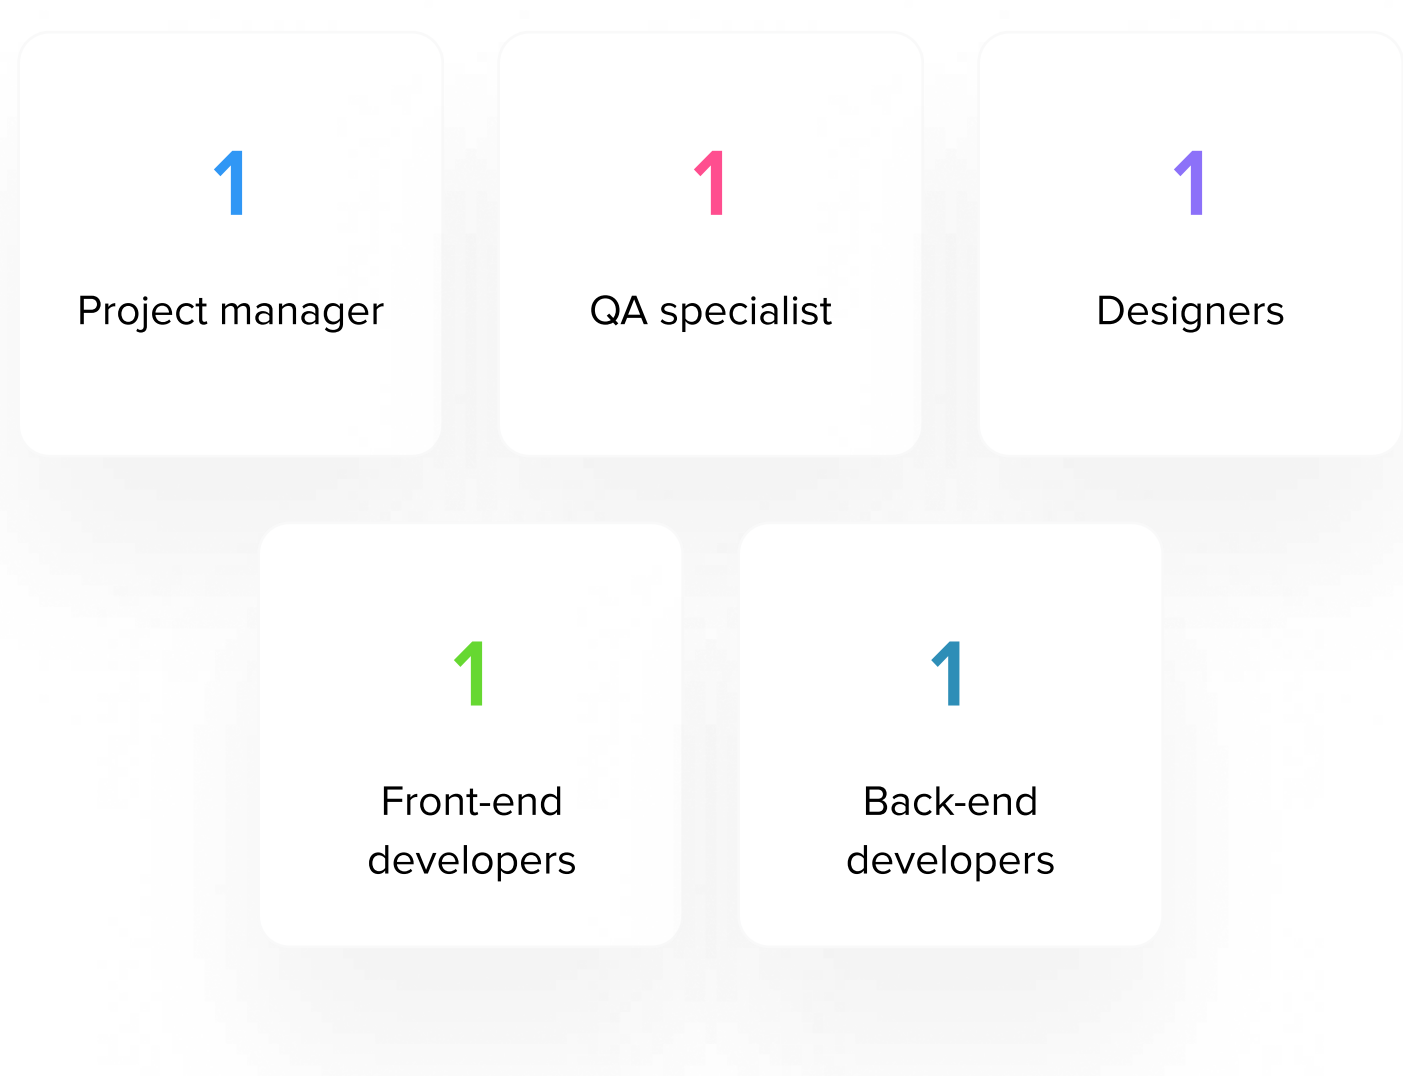 1
Project manager
1
QA specialist
1
Designers
1
Front-end
developers
1
Back-end
developers